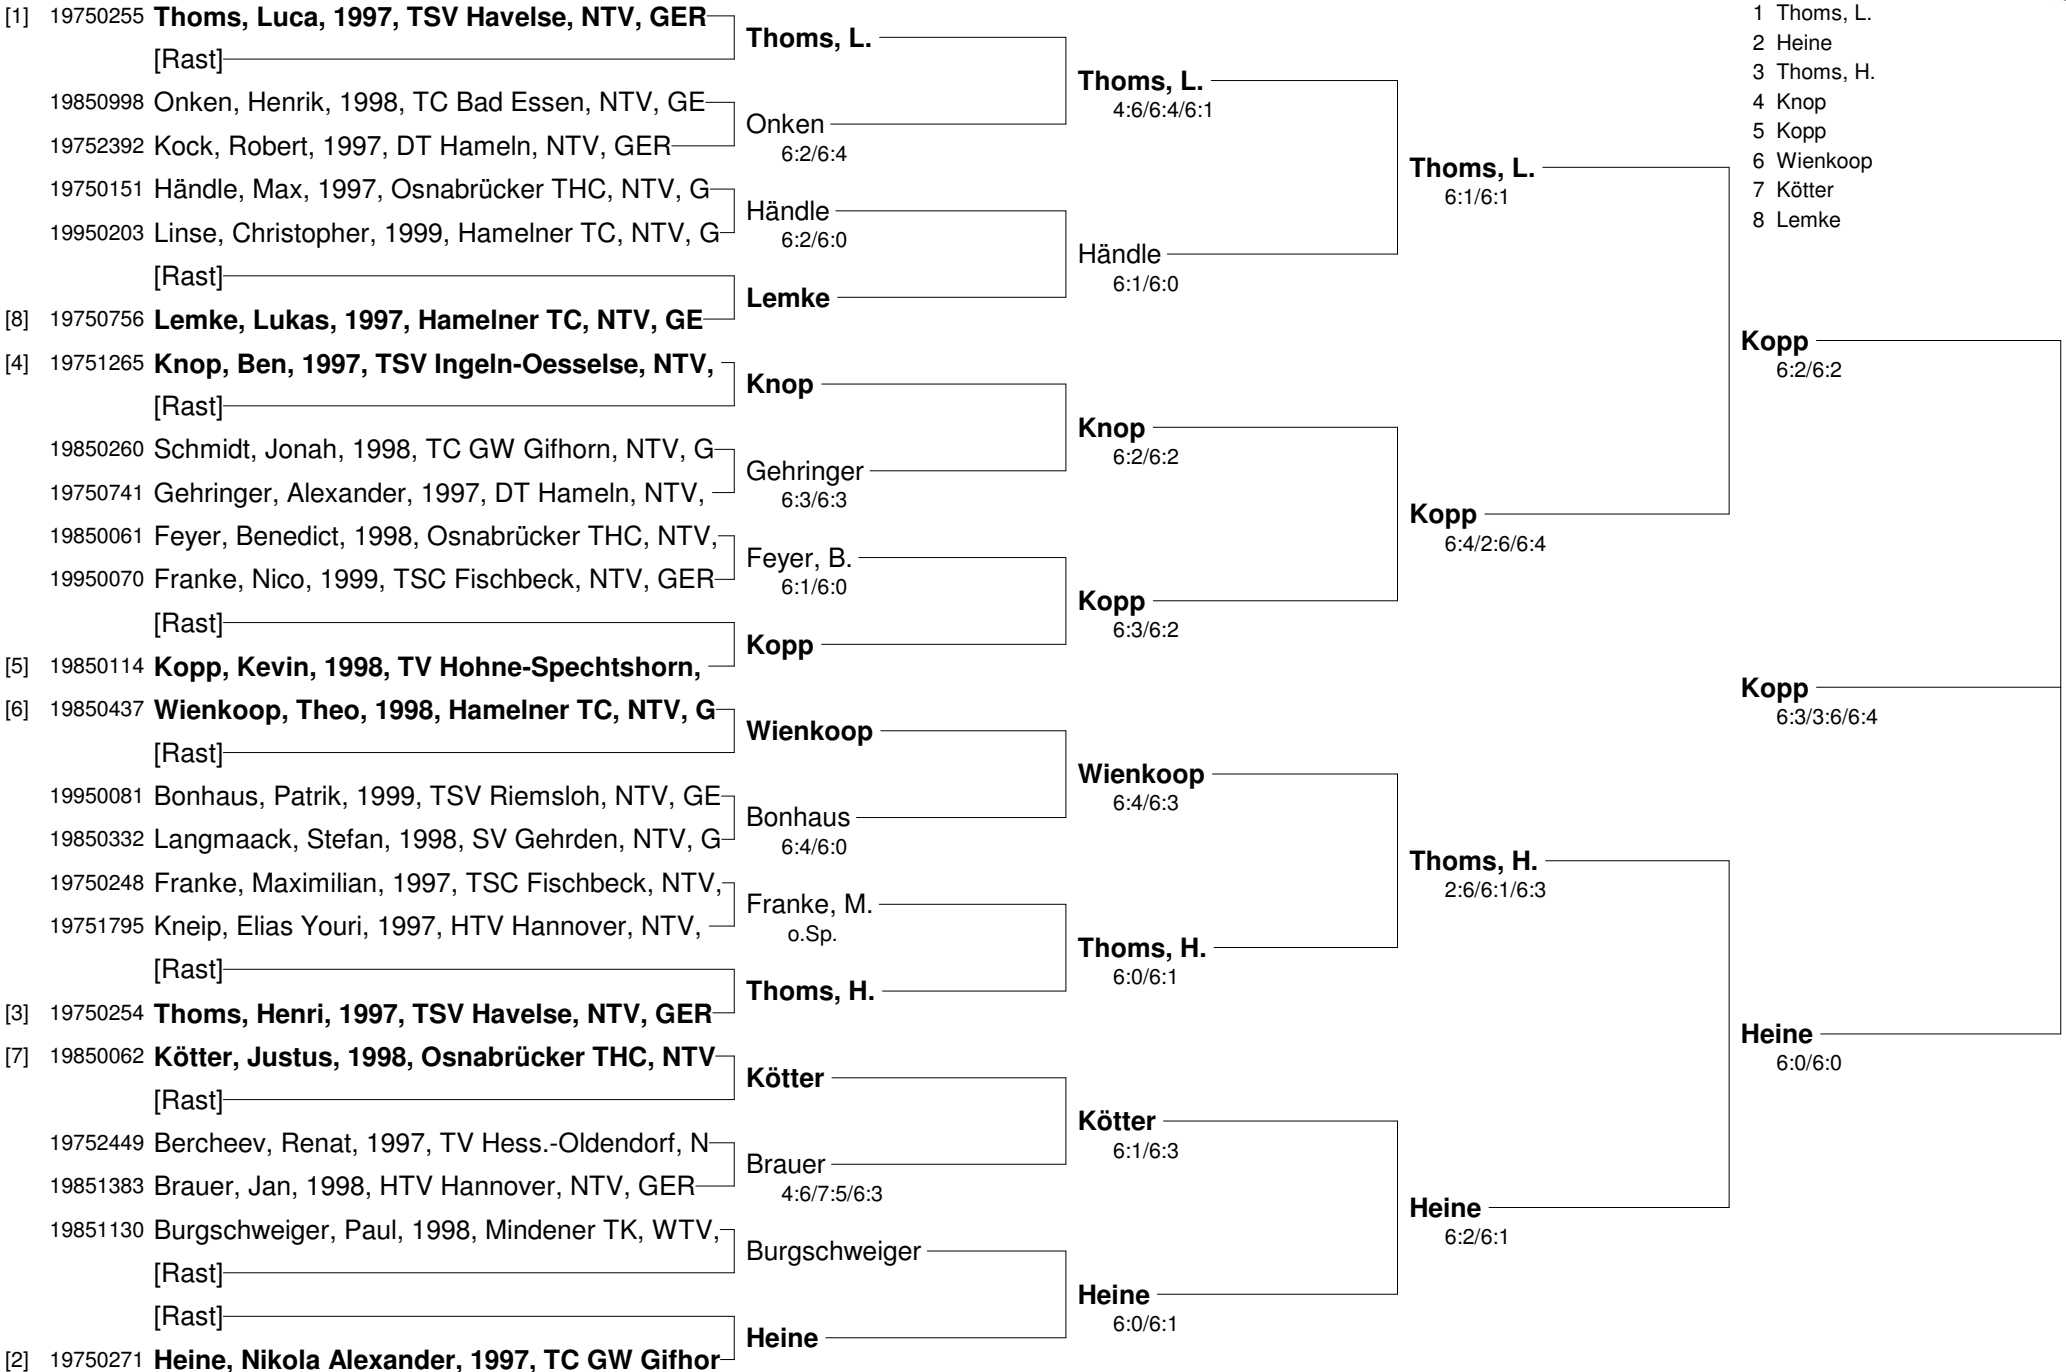 [1] 19750255 Thoms, Luca, 1997, TSV Havelse, NTV, GER
[Rast]
19850998 Onken, Henrik, 1998, TC Bad Essen, NTV, GE
19752392 Kock, Robert, 1997, DT Hameln, NTV, GER
19750151 Händle, Max, 1997, Osnabrücker THC, NTV, G
19950203 Linse, Christopher, 1999, Hamelner TC, NTV, G
[Rast]
[8] 19750756 Lemke, Lukas, 1997, Hamelner TC, NTV, GE
[4] 19751265 Knop, Ben, 1997, TSV Ingeln-Oesselse, NTV,
[Rast]
19850260 Schmidt, Jonah, 1998, TC GW Gifhorn, NTV, G
19750741 Gehringer, Alexander, 1997, DT Hameln, NTV,
19850061 Feyer, Benedict, 1998, Osnabrücker THC, NTV,
19950070 Franke, Nico, 1999, TSC Fischbeck, NTV, GER
[Rast]
[5] 19850114 Kopp, Kevin, 1998, TV Hohne-Spechtshorn,
[6] 19850437 Wienkoop, Theo, 1998, Hamelner TC, NTV, G
[Rast]
19950081 Bonhaus, Patrik, 1999, TSV Riemsloh, NTV, GE
19850332 Langmaack, Stefan, 1998, SV Gehrden, NTV, G
19750248 Franke, Maximilian, 1997, TSC Fischbeck, NTV,
19751795 Kneip, Elias Youri, 1997, HTV Hannover, NTV,
[Rast]
[3] 19750254 Thoms, Henri, 1997, TSV Havelse, NTV, GER
[7] 19850062 Kötter, Justus, 1998, Osnabrücker THC, NTV
[Rast]
19752449 Bercheev, Renat, 1997, TV Hess.-Oldendorf, N
19851383 Brauer, Jan, 1998, HTV Hannover, NTV, GER
19851130 Burgschweiger, Paul, 1998, Mindener TK, WTV,
[Rast]
[Rast]
[2] 19750271 Heine, Nikola Alexander, 1997, TC GW Gifhor
Thoms, L.
Onken
6:2/6:4
Händle
6:2/6:0
Lemke
Knop
Gehringer
6:3/6:3
Feyer, B.
6:1/6:0
Kopp
Wienkoop
Bonhaus
6:4/6:0
Franke, M.
o.Sp.
Thoms, H.
Kötter
Brauer
4:6/7:5/6:3
Burgschweiger
Heine
Thoms, L.
4:6/6:4/6:1
Händle
6:1/6:0
Knop
6:2/6:2
Kopp
6:3/6:2
Wienkoop
6:4/6:3
Thoms, H.
6:0/6:1
Kötter
6:1/6:3
Heine
6:0/6:1
Thoms, L.
6:1/6:1
Kopp
6:4/2:6/6:4
Thoms, H.
2:6/6:1/6:3
Heine
6:2/6:1
1 Thoms, L.
2 Heine
3 Thoms, H.
4 Knop
5 Kopp
6 Wienkoop
7 Kötter
8 Lemke
Kopp
6:2/6:2
Kopp
6:3/3:6/6:4
Heine
6:0/6:0